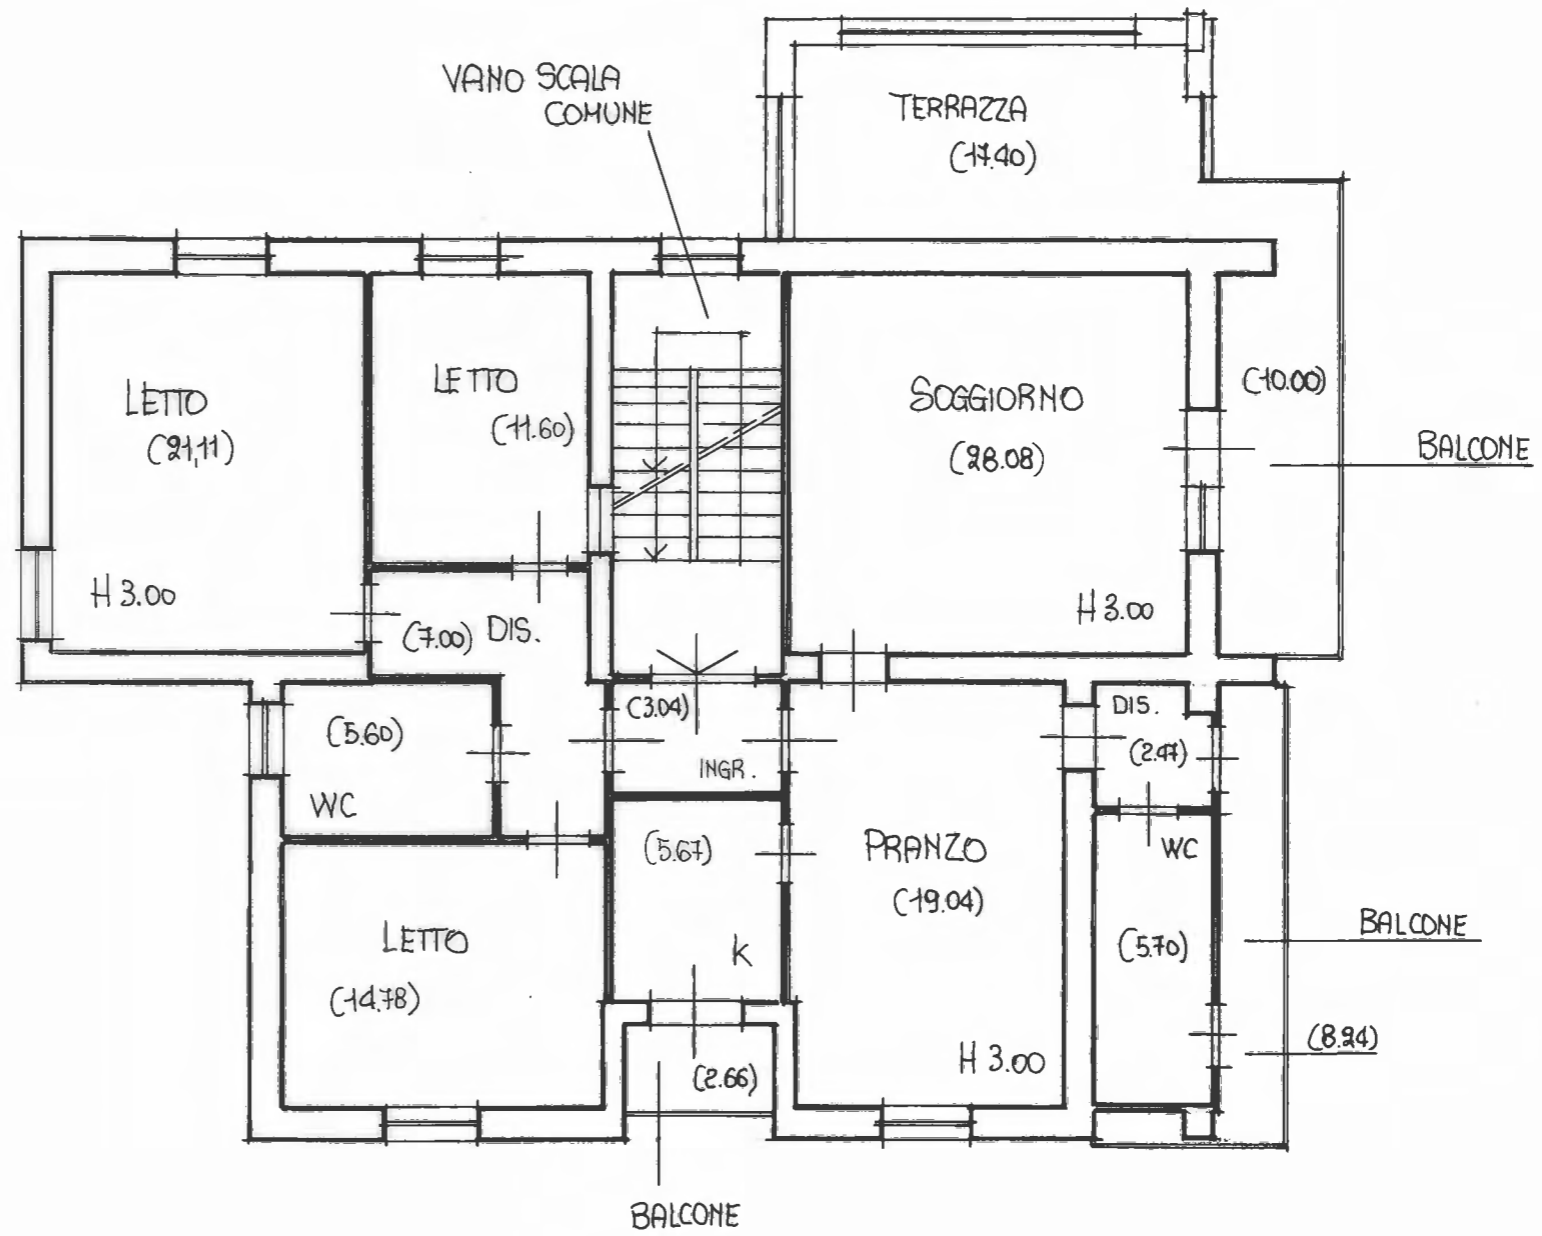 VANO SCALA
COMUNE
TERRAZZA
(17.40)
LETTO
(21,11)
LETTO
(11.60)
SOGGIORNO
(28.08)
(10.00)
BALCONE
H 3.00
(7.00) DIS.
H 3.00
(5.60)
WC
(3.04)
INGR.
DIS.
(2.47)
(5.67)
K
PRANZO
(19.04)
WC
(5.70)
BALCONE
LETTO
(14.78)
H 3.00
(8.24)
(2.66)
BALCONE